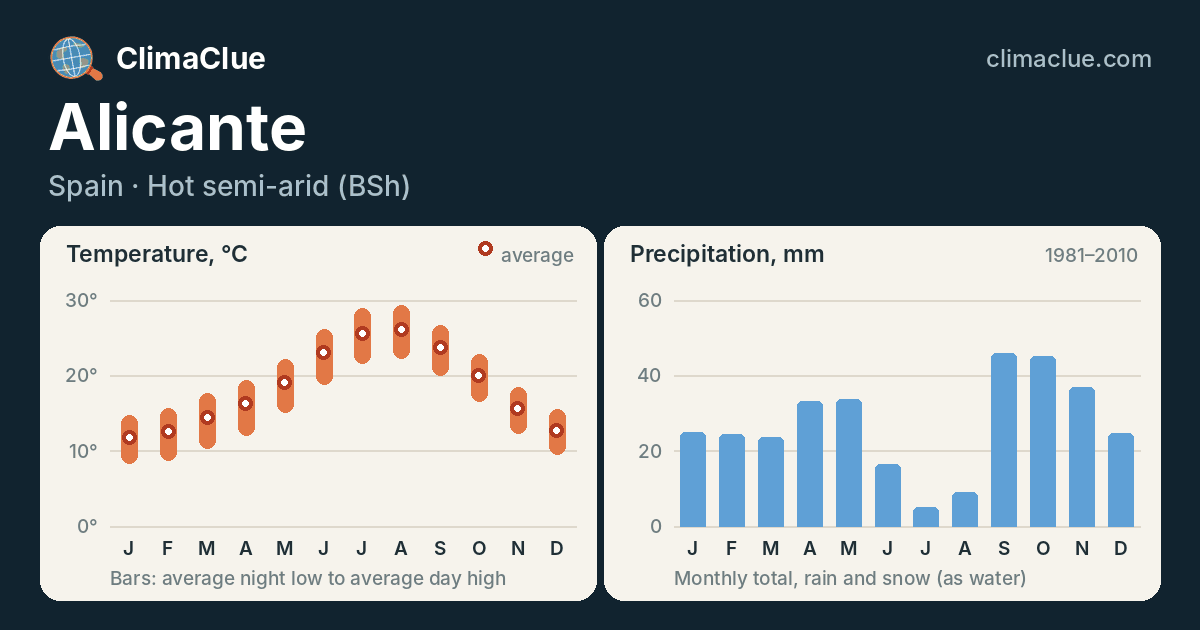 ClimaClue
climaclue.com
Alicante
Spain · Hot semi-arid (BSh)
Temperature, °C
average
30°
20°
10°
0°
J F M A M J J A S O N D
Bars: average night low to average day high
Precipitation, mm
1981–2010
60
40
20
0
J F M A M J J A S O N D
Monthly total, rain and snow (as water)